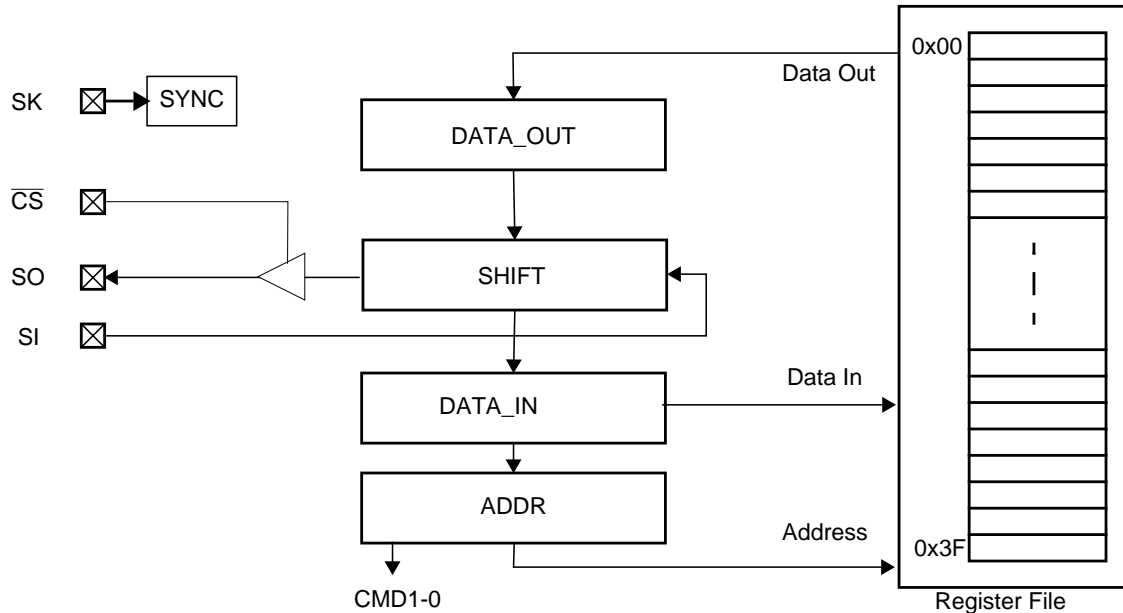 0x00
Data Out
SK
SYNC
DATA_OUT
C̅S̅
SO
SHIFT
SI
Data In
DATA_IN
ADDR
Address
0x3F
CMD1-0
Register File